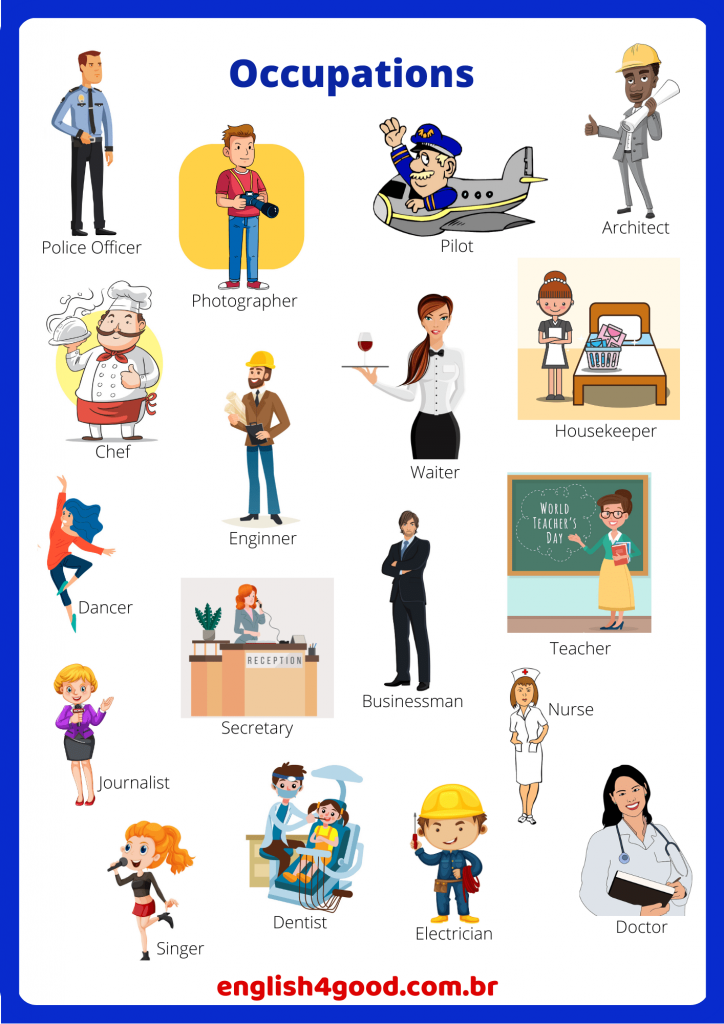 Occupations
Police Officer
Photographer
Pilot
Architect
Chef
Enginner
Waiter
Housekeeper
Dancer
RECEPTION
Secretary
Businessman
WORLD
TEACHER'S
DAY
Teacher
Nurse
Journalist
Singer
Dentist
Electrician
Doctor
english4good.com.br